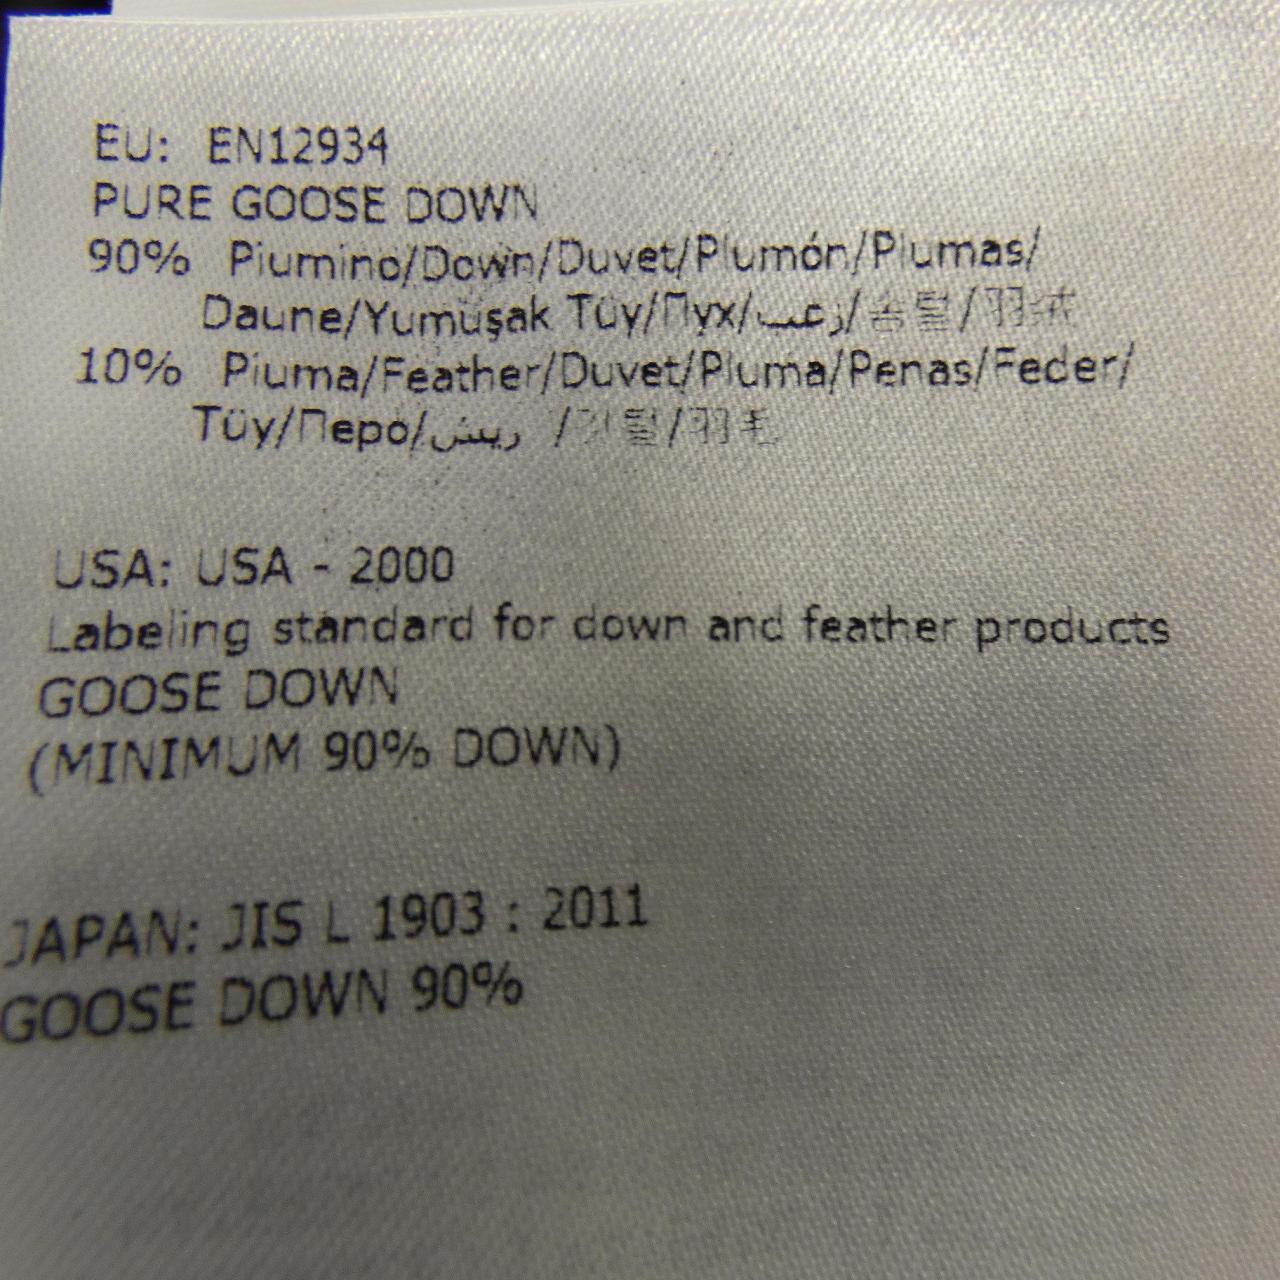 EU: EN12934
PURE GOOSE DOWN
90% Piumino/Down/Duvet/Plumón/Plumas/
Daune/Yumuşak Tüy/Пух/زغب/솜털/羽绒
10% Piuma/Feather/Duvet/Pluma/Penas/Feder/
Tüy/Перо/ريش /깃털/羽毛
USA: USA - 2000
Labeling standard for down and feather products
GOOSE DOWN
(MINIMUM 90% DOWN)
JAPAN: JIS L 1903 : 2011
GOOSE DOWN 90%